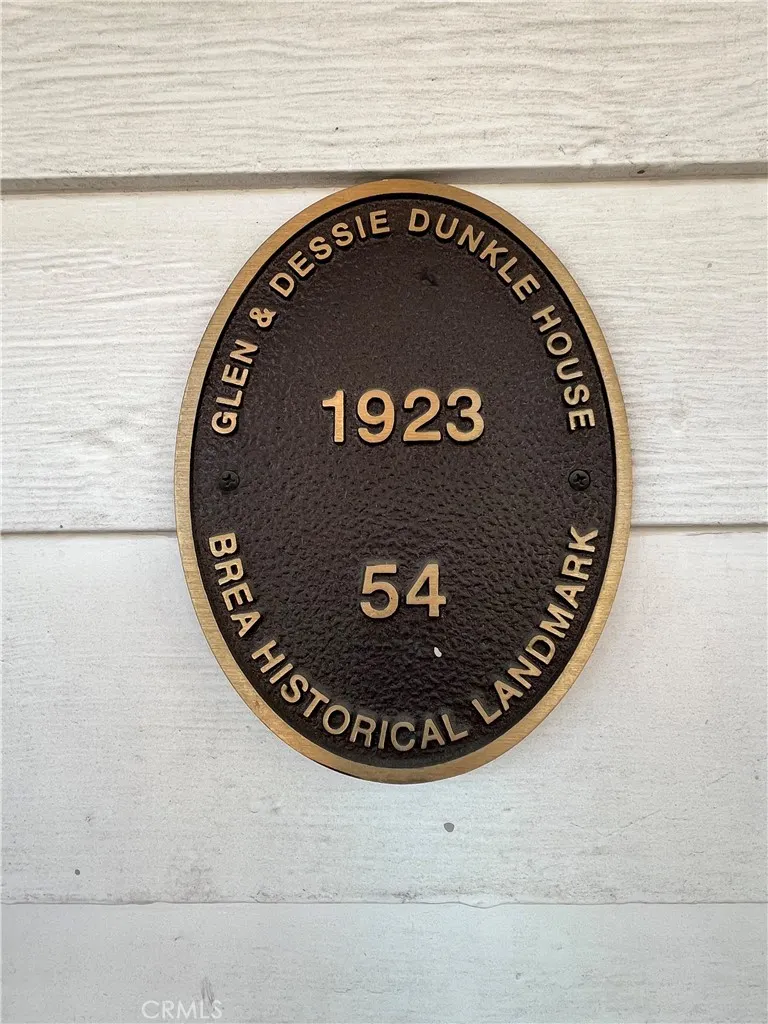 GLEN & DESSIE DUNKLE HOUSE
1923
54
BREA HISTORICAL LANDMARK
CRMLS